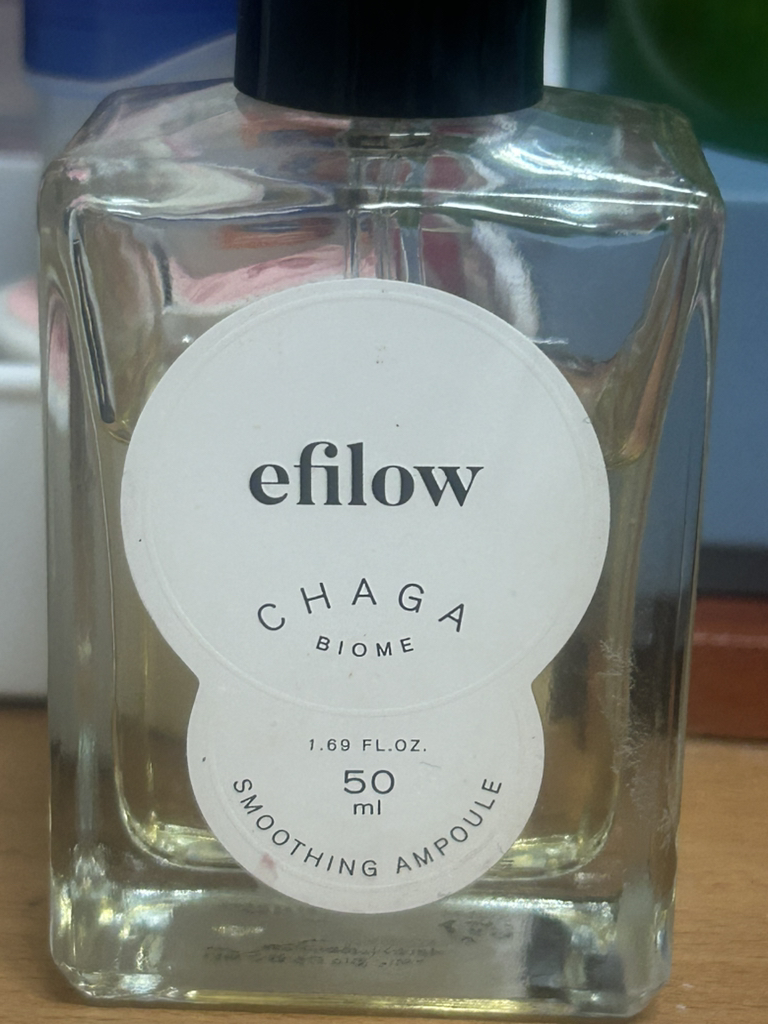 efilow
CHAGA
BIOME
1.69 FL.OZ.
50
ml
SMOOTHING AMPOULE